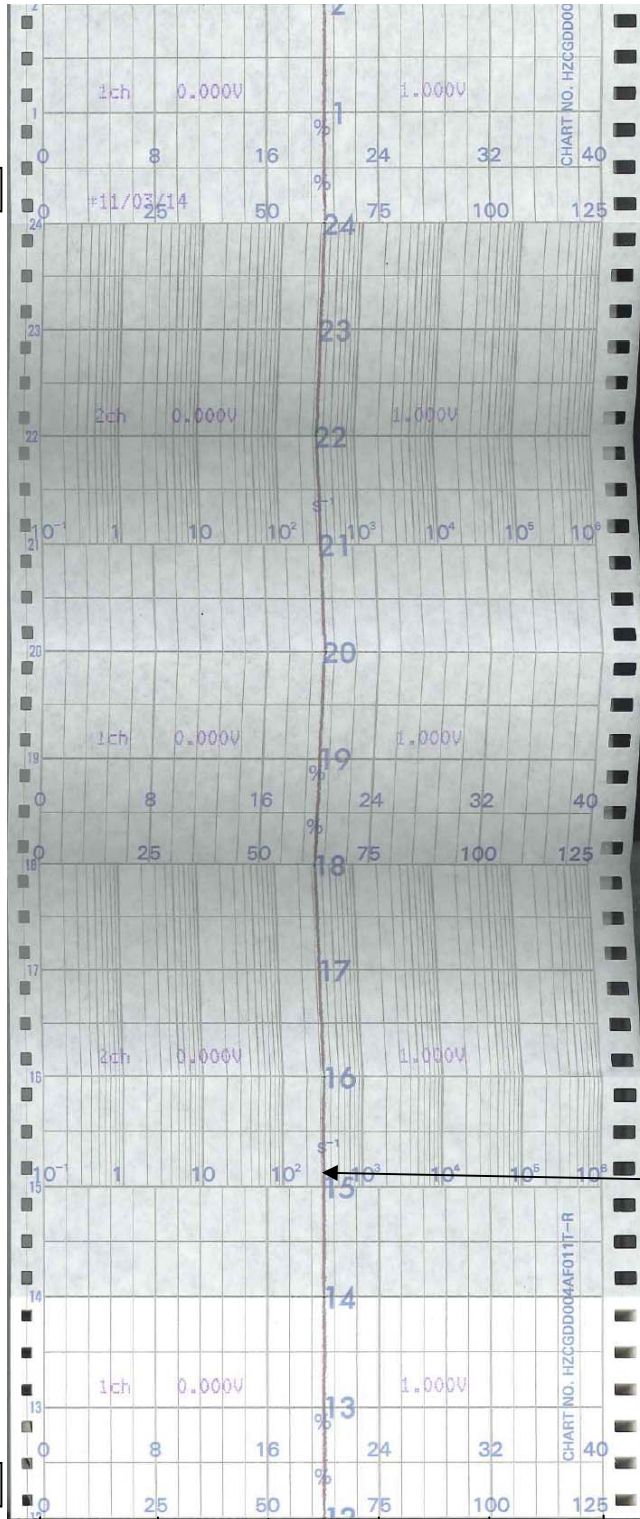 2 2
1ch 0.000V 1.000V
CHART NO. HZCGDD00
1 1
%
0 8 16 24 32 40
%
*11/03/14
0 25 50 75 100 125
24 24
23 23
2ch 0.000V 1.000V
22 22
s⁻¹
10⁻¹ 1 10 10² 10³ 10⁴ 10⁵ 10⁶
21 21
20 20
1ch 0.000V 1.000V
19 19
%
0 8 16 24 32 40
%
0 25 50 75 100 125
18 18
17 17
2ch 0.000V 1.000V
16 16
s⁻¹
10⁻¹ 1 10 10² 10³ 10⁴ 10⁵ 10⁶
15 15
CHART NO. HZCGDD004AF011T-R
14 14
1ch 0.000V 1.000V
13 13
%
0 8 16 24 32 40
%
0 25 50 75 100 125
12 12